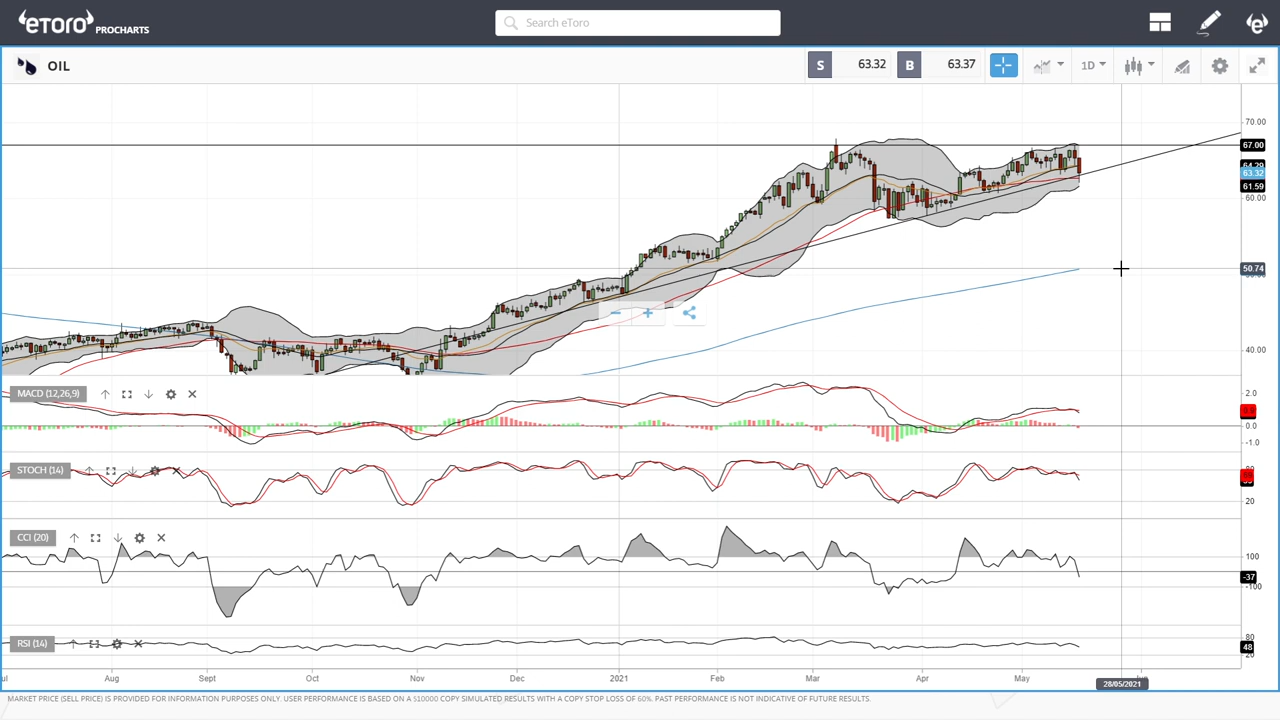 eToro PROCHARTS
Search eToro
OIL
S 63.32 B 63.37
1D
70.00
67.00
63.32
61.59
60.00
50.74
40.00
MACD (12,26,9)
2.0
0.0
-1.0
STOCH (14)
80
20
CCI (20)
100
-37
-100
RSI (14)
80
48
20
Aug Sept Oct Nov Dec 2021 Feb Mar Apr May
28/05/2021
MARKET PRICE (SELL PRICE) IS PROVIDED FOR INFORMATION PURPOSES ONLY. USER PERFORMANCE IS BASED ON A $10000 COPY SIMULATED RESULTS WITH A COPY STOP LOSS OF 60%. PAST PERFORMANCE IS NOT INDICATIVE OF FUTURE RESULTS.